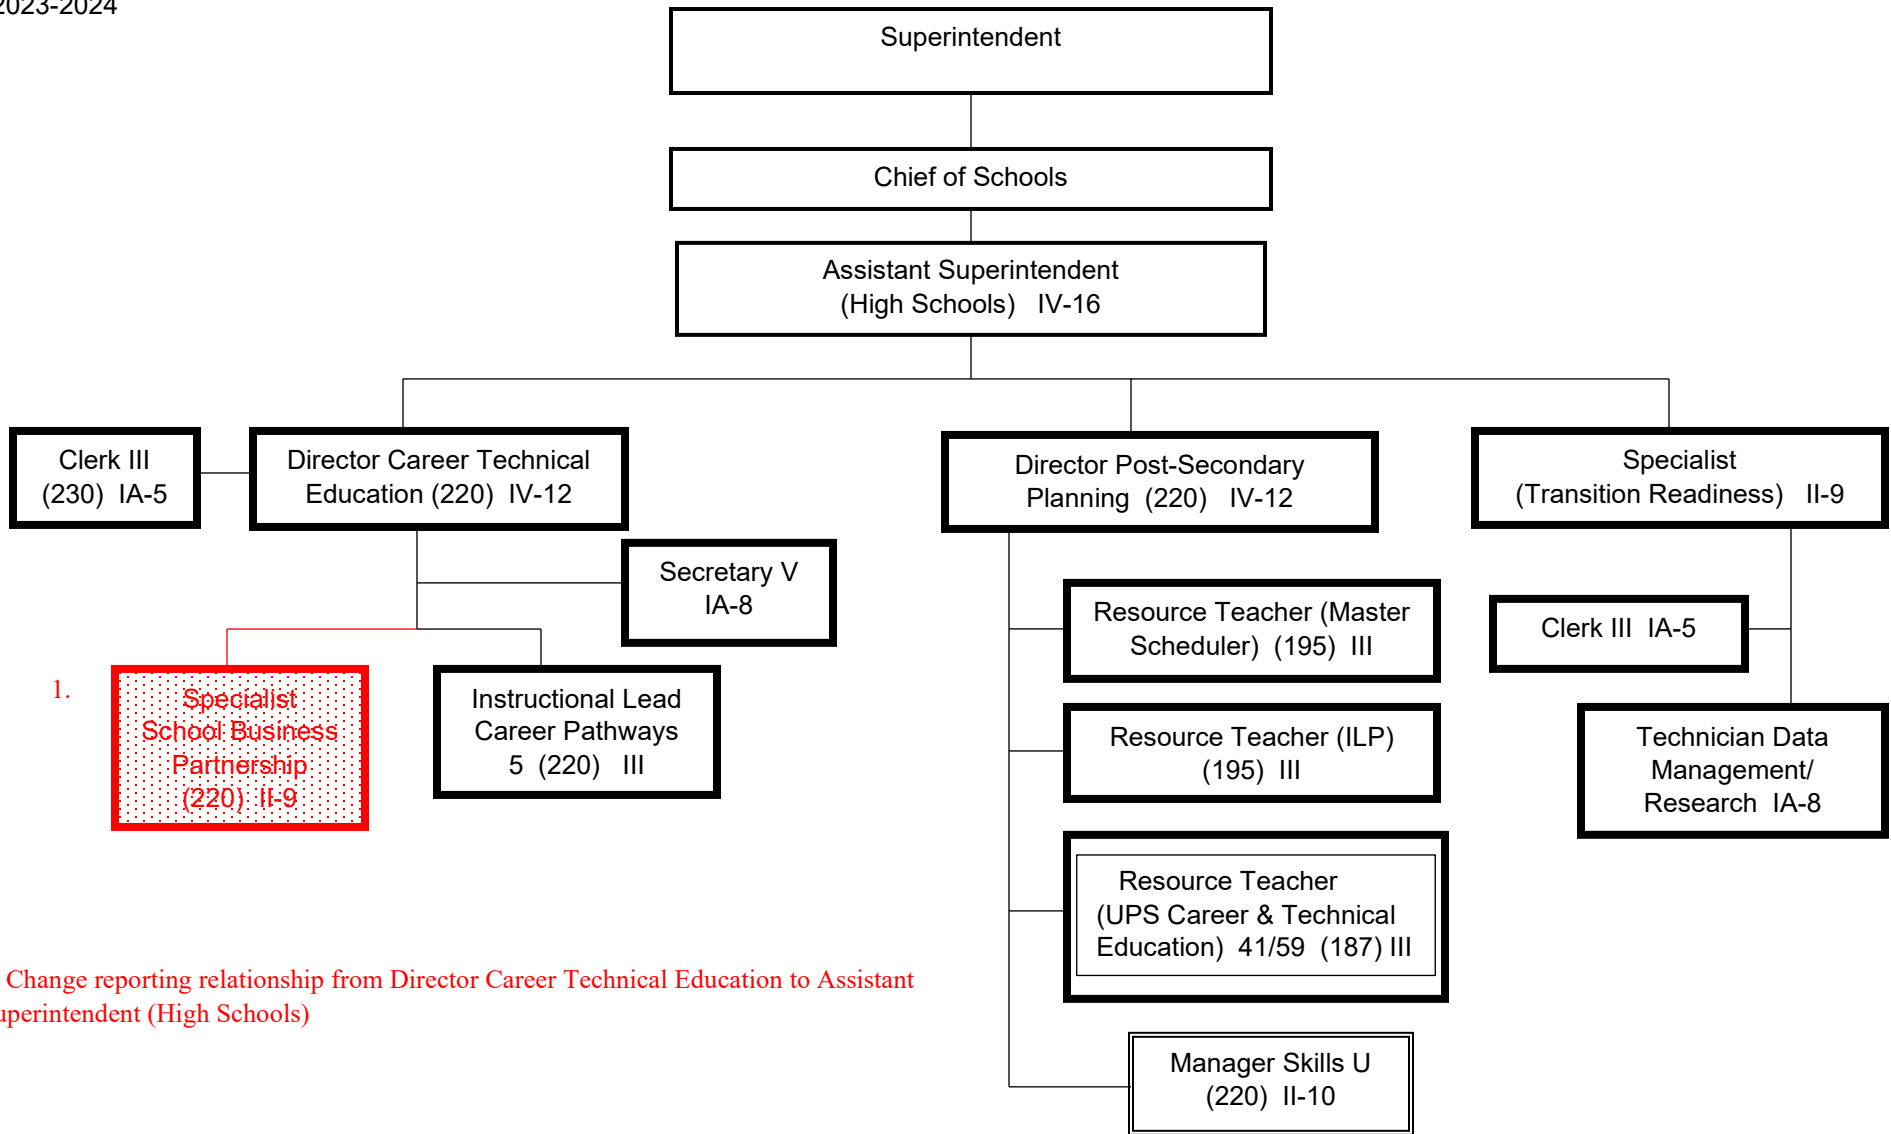 2023-2024
Superintendent
Chief of Schools
Assistant Superintendent
(High Schools) IV-16
Clerk III
(230) IA-5
Director Career Technical
Education (220) IV-12
Director Post-Secondary
Planning (220) IV-12
Specialist
(Transition Readiness) II-9
Secretary V
IA-8
Resource Teacher (Master
Scheduler) (195) III
Clerk III IA-5
1.
Specialist
School Business
Partnership
(220) II-9
Instructional Lead
Career Pathways
5 (220) III
Resource Teacher (ILP)
(195) III
Technician Data
Management/
Research IA-8
Resource Teacher
(UPS Career & Technical
Education) 41/59 (187) III
Change reporting relationship from Director Career Technical Education to Assistant
uperintendent (High Schools)
Manager Skills U
(220) II-10